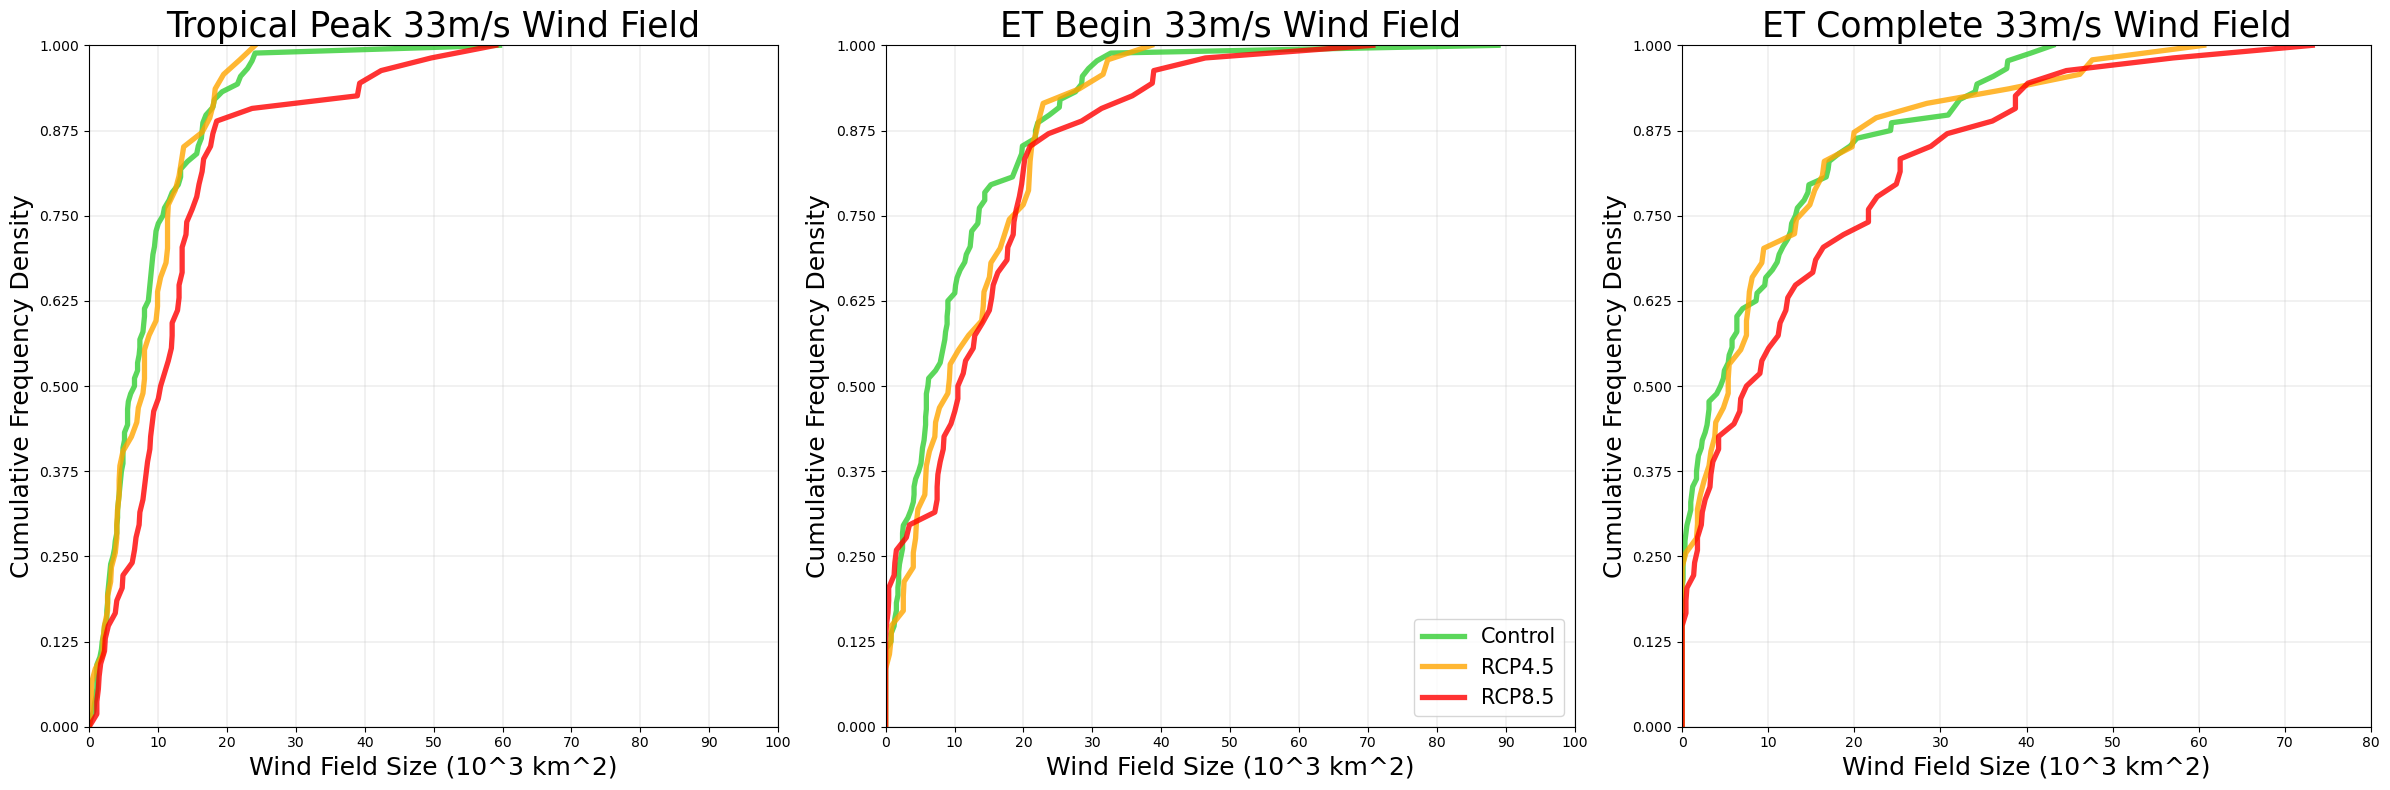 Tropical Peak 33m/s Wind Field
1.000
0.875
0.750
0.625
0.500
0.375
0.250
0.125
0.000
Cumulative Frequency Density
0 10 20 30 40 50 60 70 80 90 100
Wind Field Size (10^3 km^2)
ET Begin 33m/s Wind Field
1.000
0.875
0.750
0.625
0.500
0.375
0.250
0.125
0.000
Cumulative Frequency Density
Control
RCP4.5
RCP8.5
0 10 20 30 40 50 60 70 80 90 100
Wind Field Size (10^3 km^2)
ET Complete 33m/s Wind Field
1.000
0.875
0.750
0.625
0.500
0.375
0.250
0.125
0.000
Cumulative Frequency Density
0 10 20 30 40 50 60 70 80
Wind Field Size (10^3 km^2)